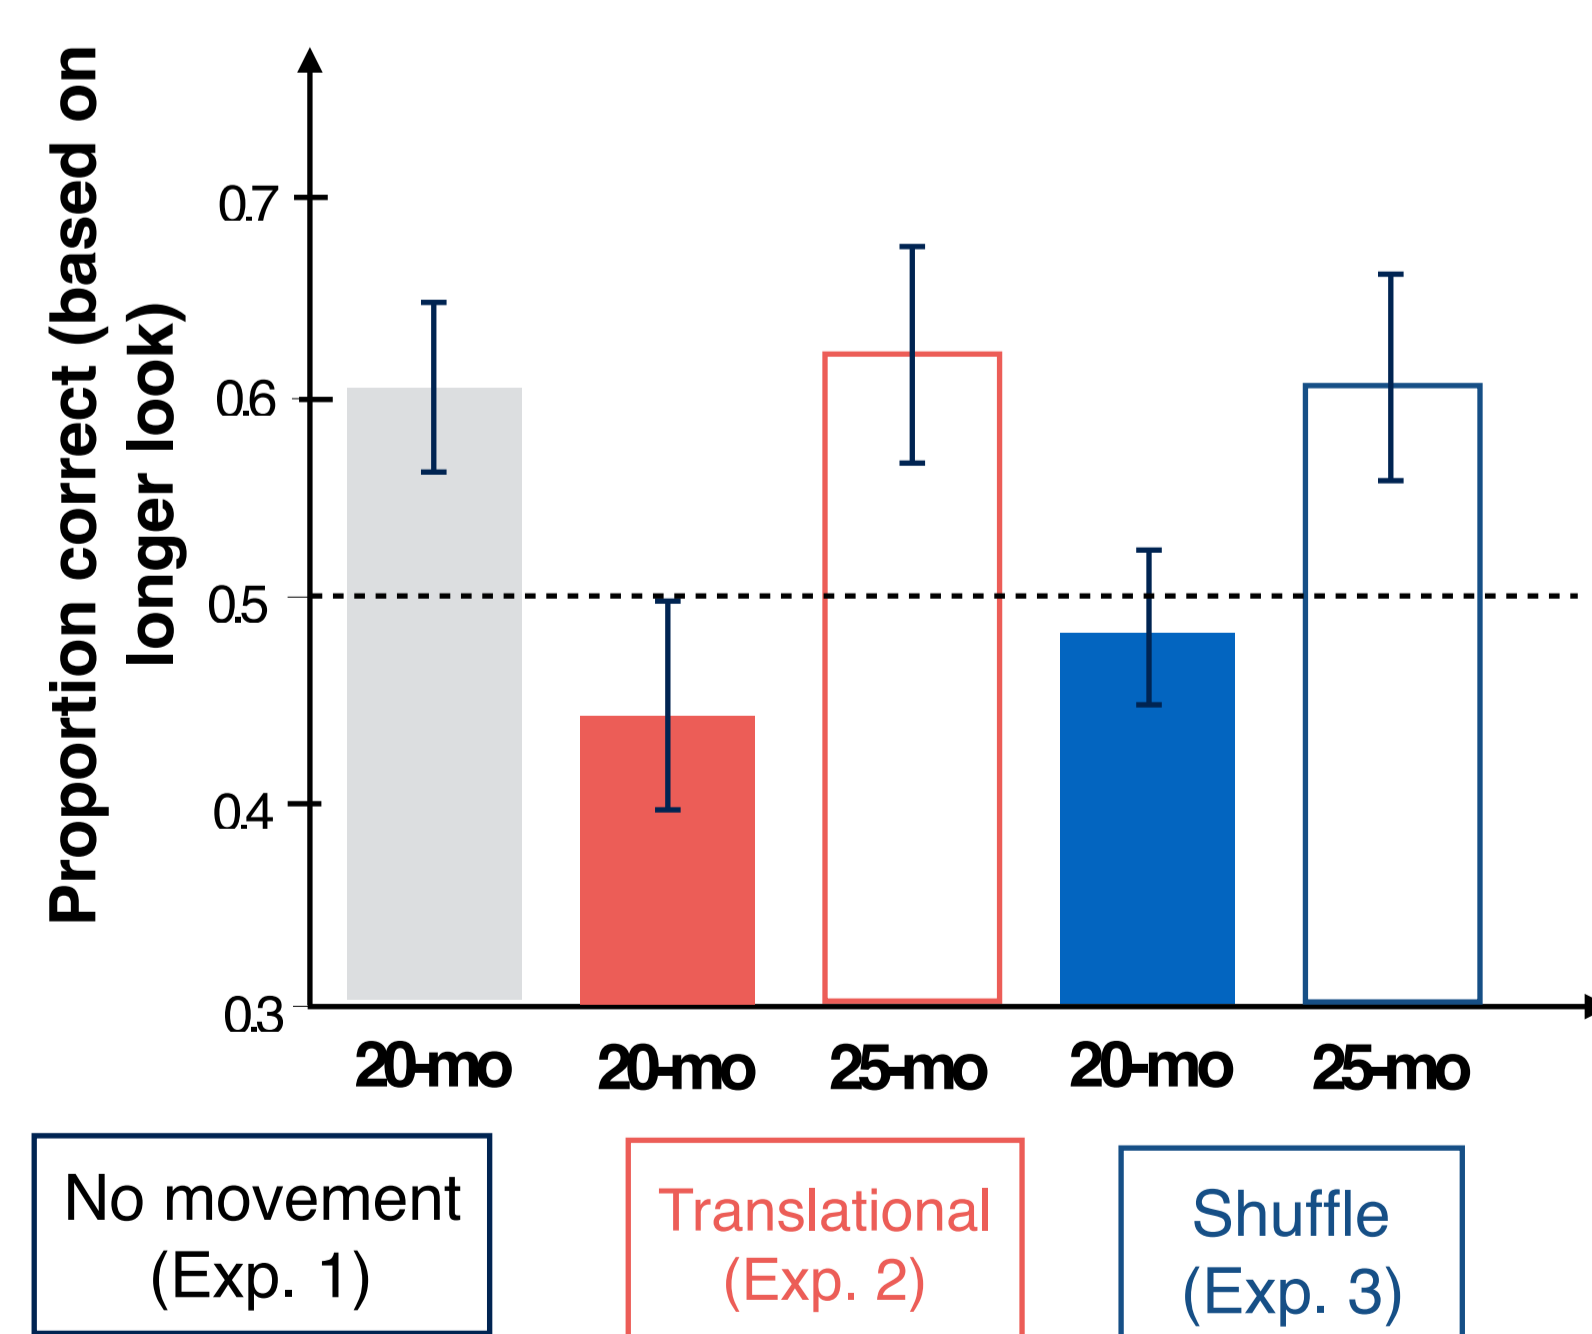 Proportion correct (based on
longer look)
0.7
0.6
0.5
0.4
0.3
20-mo
20-mo
25-mo
20-mo
25-mo
No movement
(Exp. 1)
Translational
(Exp. 2)
Shuffle
(Exp. 3)